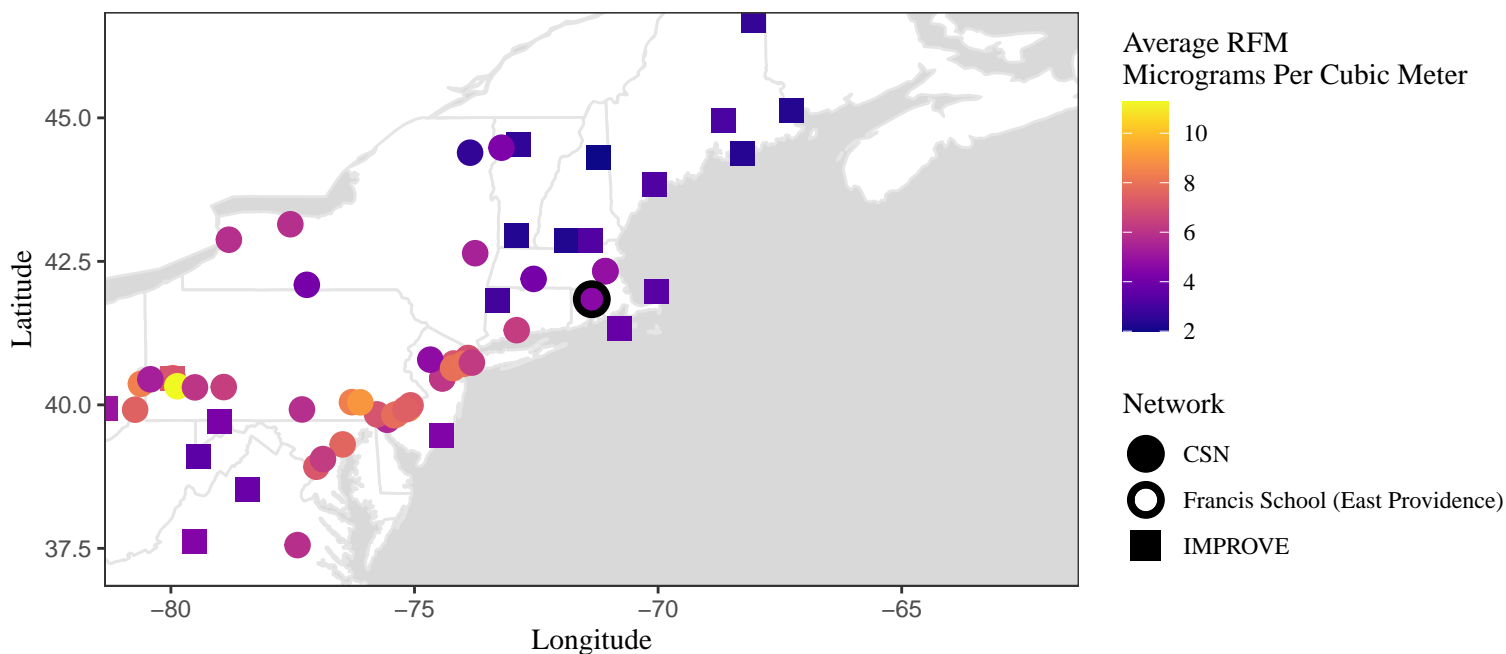 Average RFM
Micrograms Per Cubic Meter
10
8
6
4
2
Network
CSN
Francis School (East Providence)
IMPROVE
Latitude
45.0
42.5
40.0
37.5
−80
−75
−70
−65
Longitude